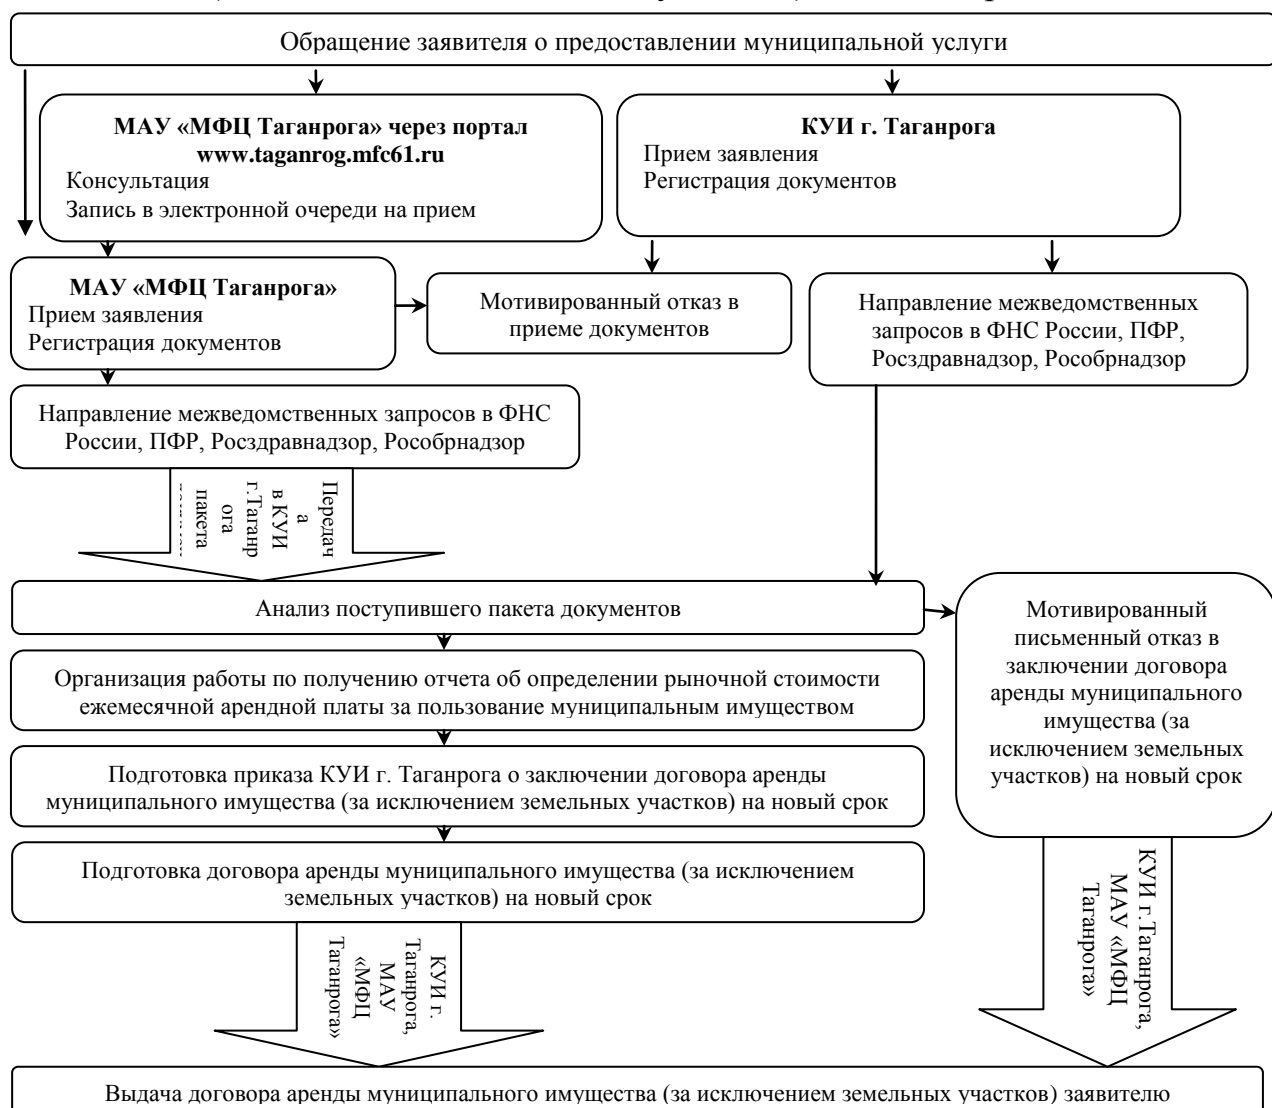 Обращение заявителя о предоставлении муниципальной услуги
МАУ «МФЦ Таганрога» через портал
www.taganrog.mfc61.ru
Консультация
Запись в электронной очереди на прием
КУИ г. Таганрога
Прием заявления
Регистрация документов
МАУ «МФЦ Таганрога»
Прием заявления
Регистрация документов
Мотивированный отказ в
приеме документов
Направление межведомственных
запросов в ФНС России, ПФР,
Росздравнадзор, Рособрнадзор
Направление межведомственных запросов в ФНС
России, ПФР, Росздравнадзор, Рособрнадзор
Передач
а
в КУИ
г.Таганр
ога
пакета
Анализ поступившего пакета документов
Мотивированный
письменный отказ в
заключении договора
аренды муниципального
имущества (за
исключением земельных
участков) на новый срок
Организация работы по получению отчета об определении рыночной стоимости
ежемесячной арендной платы за пользование муниципальным имуществом
Подготовка приказа КУИ г. Таганрога о заключении договора аренды
муниципального имущества (за исключением земельных участков) на новый срок
Подготовка договора аренды муниципального имущества (за исключением
земельных участков) на новый срок
КУИ г.
Таганрога,
МАУ
«МФЦ
Таганрога»
КУИ г.Таганрога,
МАУ «МФЦ
Таганрога»
Выдача договора аренды муниципального имущества (за исключением земельных участков) заявителю